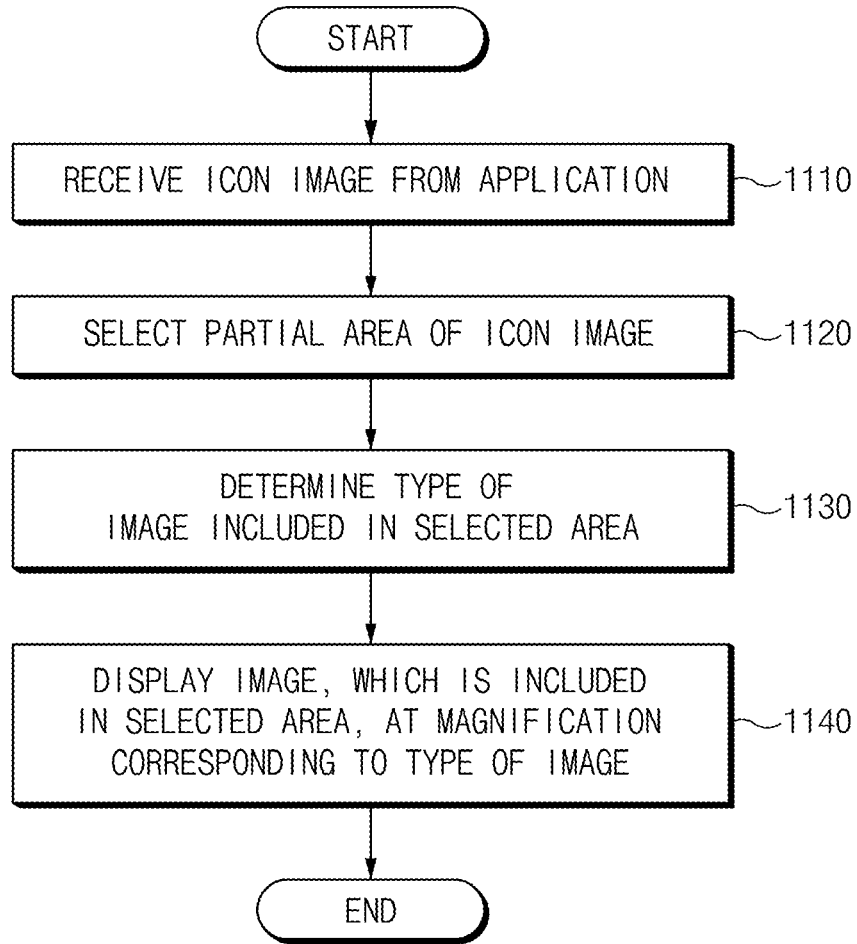 START
RECEIVE ICON IMAGE FROM APPLICATION
1110
SELECT PARTIAL AREA OF ICON IMAGE
1120
DETERMINE TYPE OF
IMAGE INCLUDED IN SELECTED AREA
1130
DISPLAY IMAGE, WHICH IS INCLUDED
IN SELECTED AREA, AT MAGNIFICATION
CORRESPONDING TO TYPE OF IMAGE
1140
END